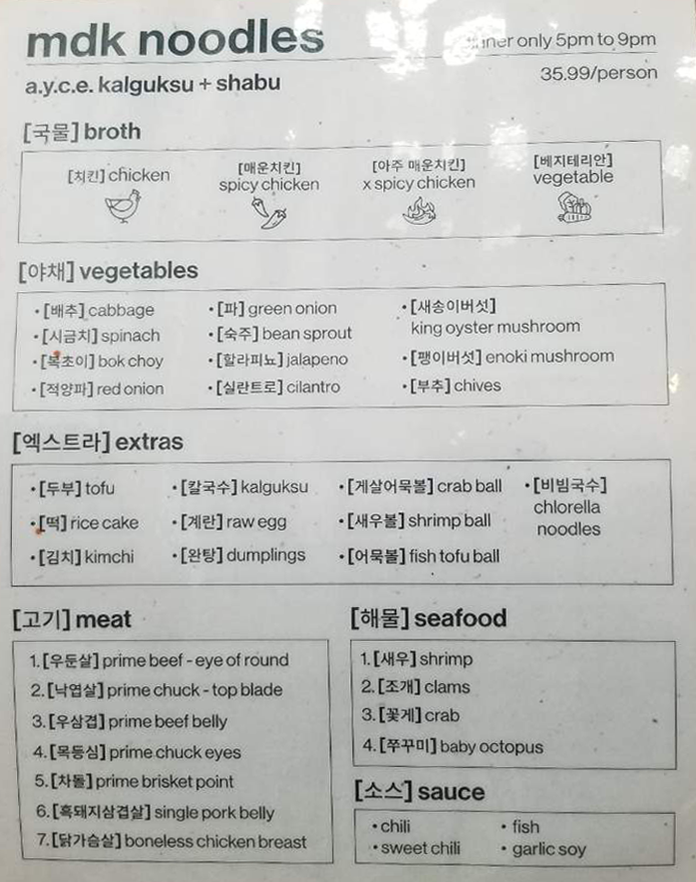 mdk noodles
dinner only 5pm to 9pm
a.y.c.e. kalguksu + shabu
35.99/person
[국물] broth
[치킨] chicken
[매운치킨]
spicy chicken
[아주 매운치킨]
x spicy chicken
[베지테리안]
vegetable
[야채] vegetables
• [배추] cabbage
• [시금치] spinach
• [복초이] bok choy
• [적양파] red onion
• [파] green onion
• [숙주] bean sprout
• [할라피뇨] jalapeno
• [실란트로] cilantro
• [새송이버섯]
king oyster mushroom
• [팽이버섯] enoki mushroom
• [부추] chives
[엑스트라] extras
• [두부] tofu
• [떡] rice cake
• [김치] kimchi
• [칼국수] kalguksu
• [계란] raw egg
• [완탕] dumplings
• [게살어묵볼] crab ball
• [새우볼] shrimp ball
• [어묵볼] fish tofu ball
• [비빔국수]
chlorella
noodles
[고기] meat
1. [우둔살] prime beef - eye of round
2. [낙엽살] prime chuck - top blade
3. [우삼겹] prime beef belly
4. [목등심] prime chuck eyes
5. [차돌] prime brisket point
6. [흑돼지삼겹살] single pork belly
7. [닭가슴살] boneless chicken breast
[해물] seafood
1. [새우] shrimp
2. [조개] clams
3. [꽃게] crab
4. [쭈꾸미] baby octopus
[소스] sauce
• chili
• sweet chili
• fish
• garlic soy